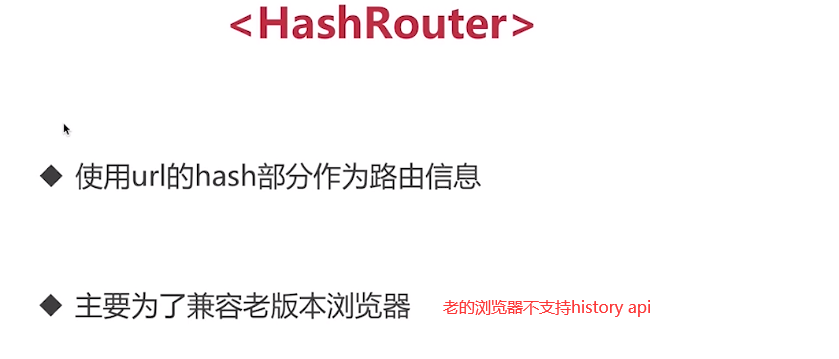 <HashRouter>
使用url的hash部分作为路由信息
主要为了兼容老版本浏览器 老的浏览器不支持history api